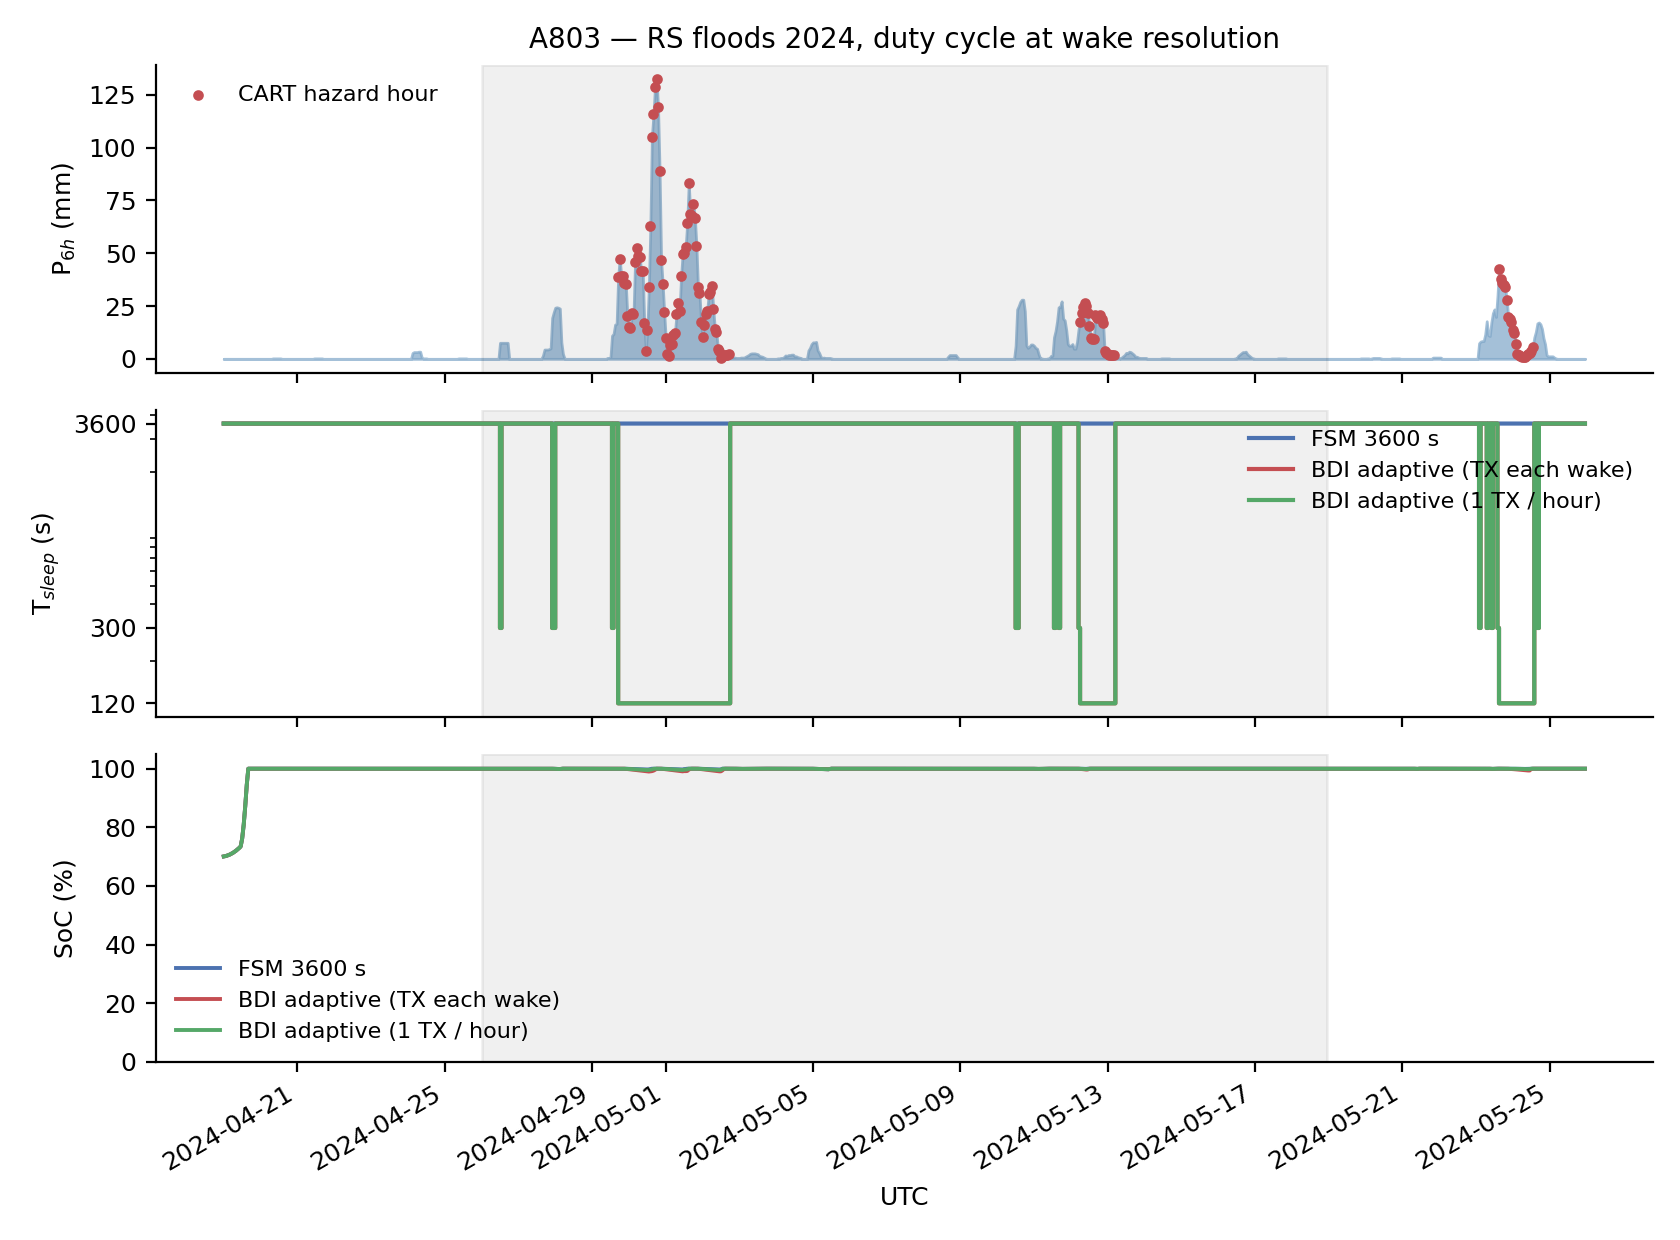 A803 — RS floods 2024, duty cycle at wake resolution
P6h (mm)
125
100
75
50
25
0
CART hazard hour
Tsleep (s)
3600
300
120
FSM 3600 s
BDI adaptive (TX each wake)
BDI adaptive (1 TX / hour)
SoC (%)
100
80
60
40
20
0
FSM 3600 s
BDI adaptive (TX each wake)
BDI adaptive (1 TX / hour)
2024-04-21
2024-04-25
2024-04-29
2024-05-01
2024-05-05
2024-05-09
2024-05-13
2024-05-17
2024-05-21
2024-05-25
UTC